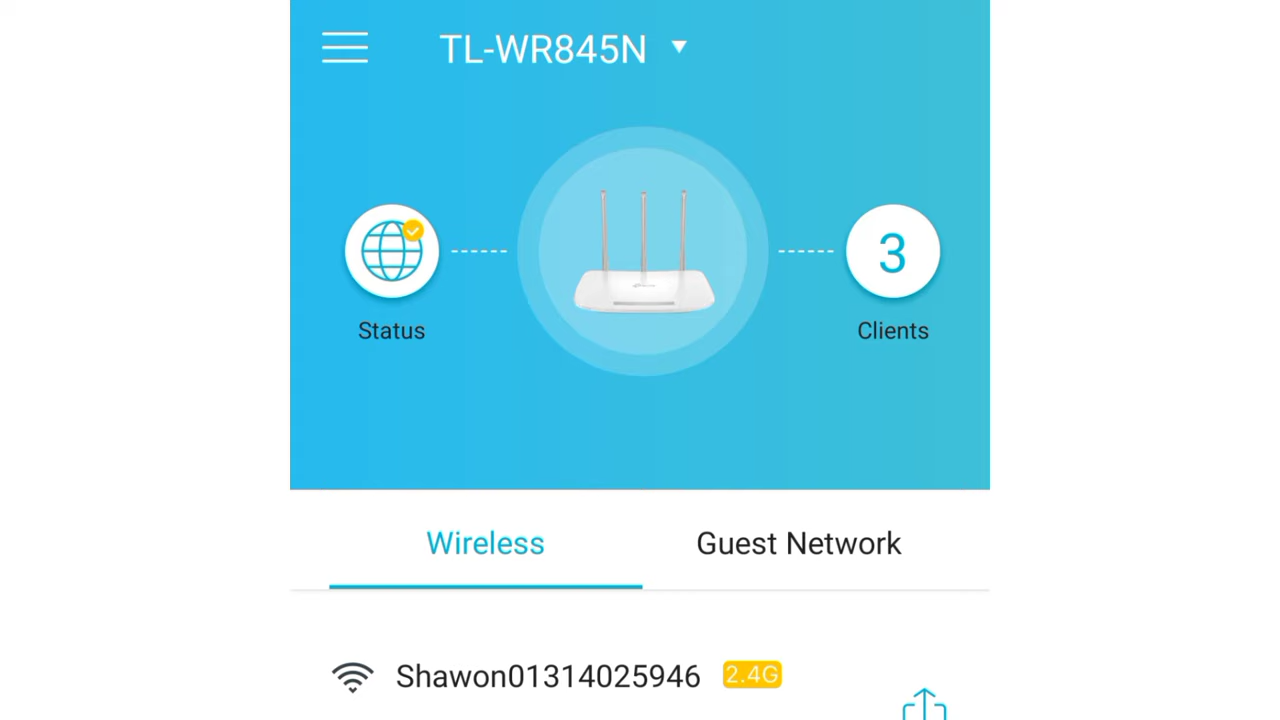 TL-WR845N
3
Status
Clients
Wireless
Guest Network
Shawon01314025946 2.4G